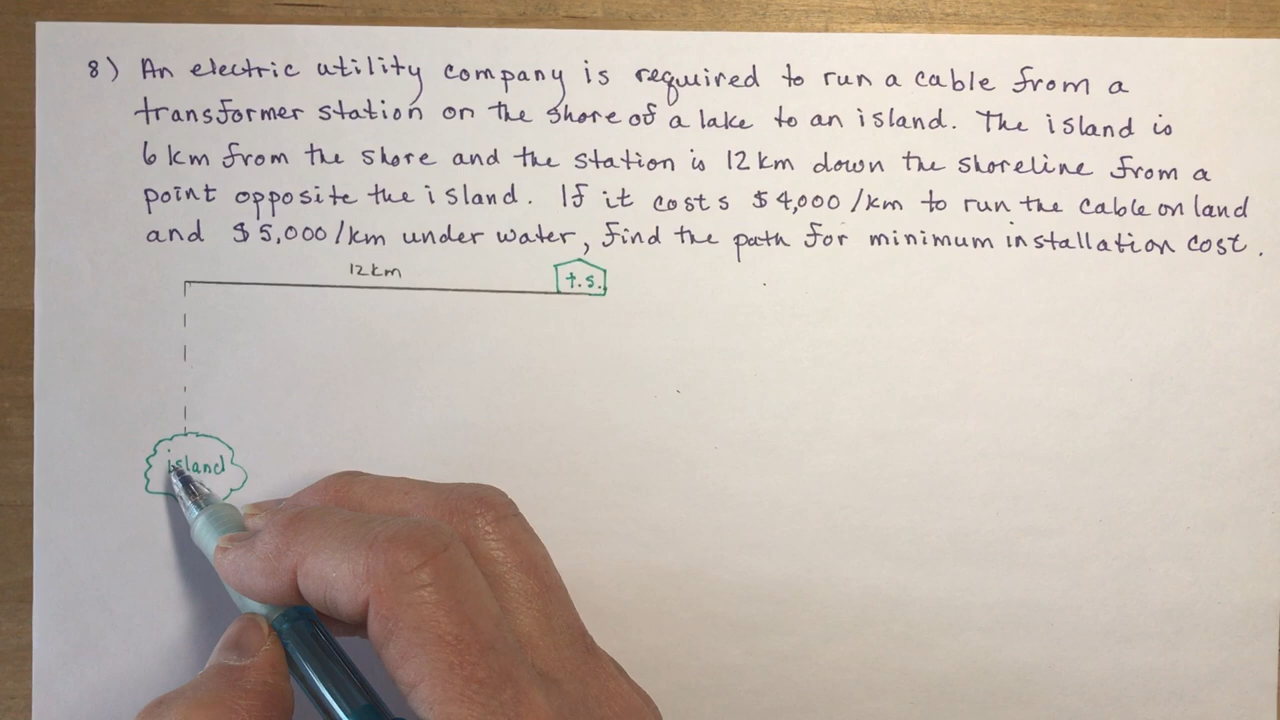 8) An electric utility company is required to run a cable from a
transformer station on the shore of a lake to an island. The island is
6 km from the shore and the station is 12 km down the shoreline from a
point opposite the island. If it costs $4,000/km to run the cable on land
and $5,000/km under water, find the path for minimum installation cost.
12 km
t.s.
island